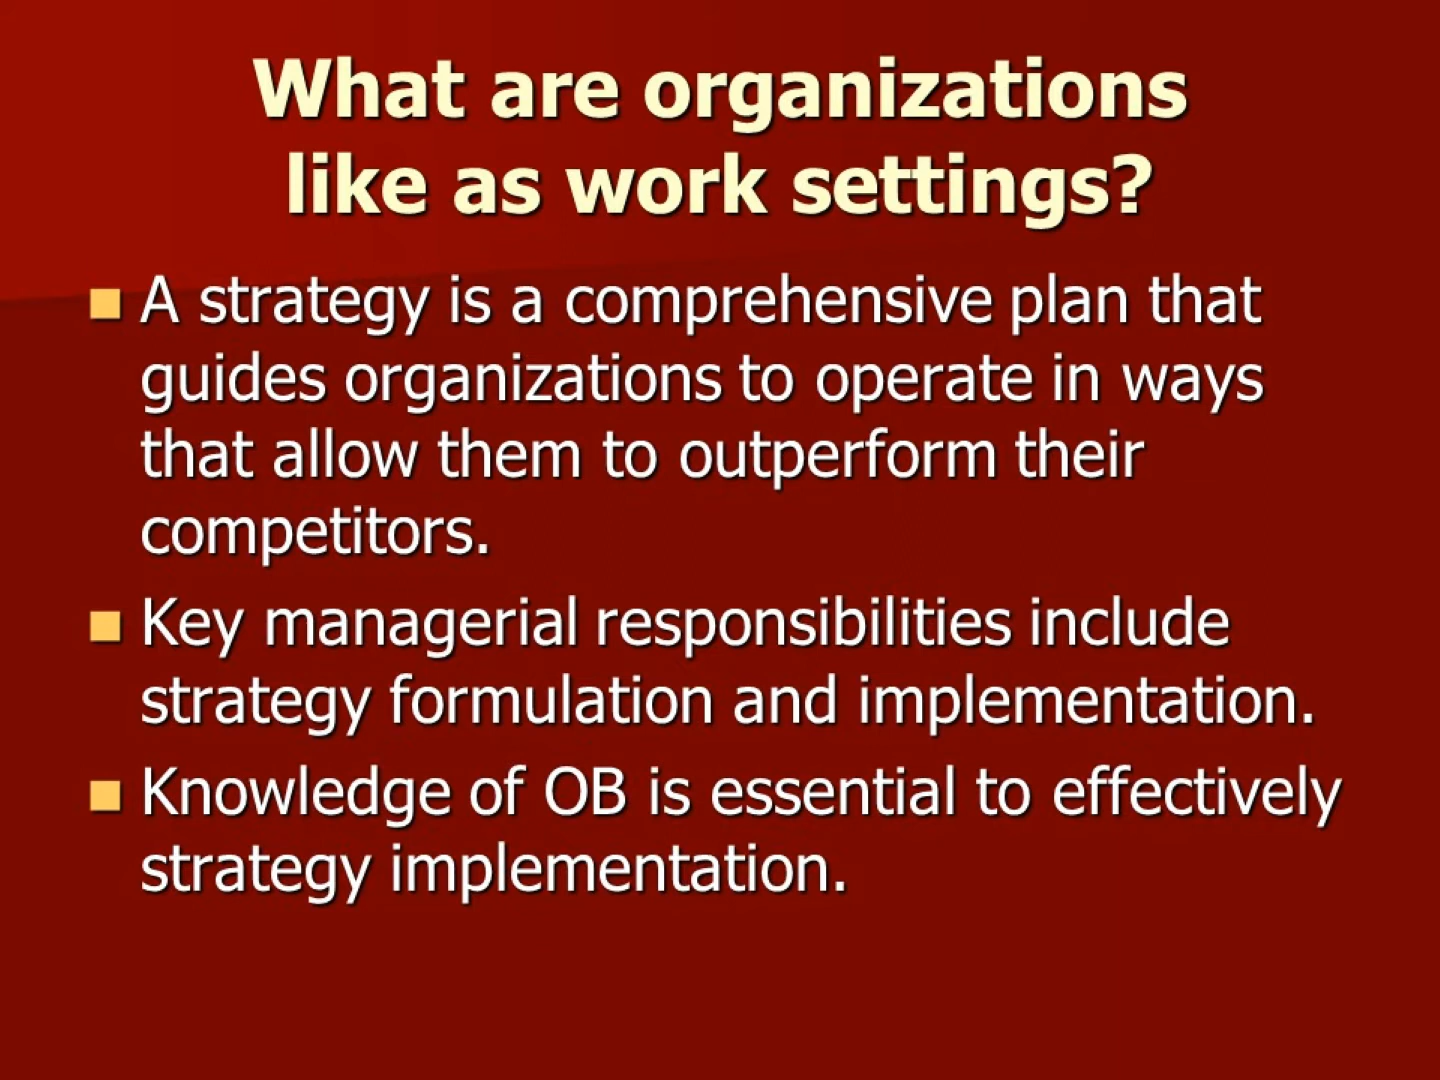 What are organizations
like as work settings?
A strategy is a comprehensive plan that
guides organizations to operate in ways
that allow them to outperform their
competitors.
Key managerial responsibilities include
strategy formulation and implementation.
Knowledge of OB is essential to effectively
strategy implementation.